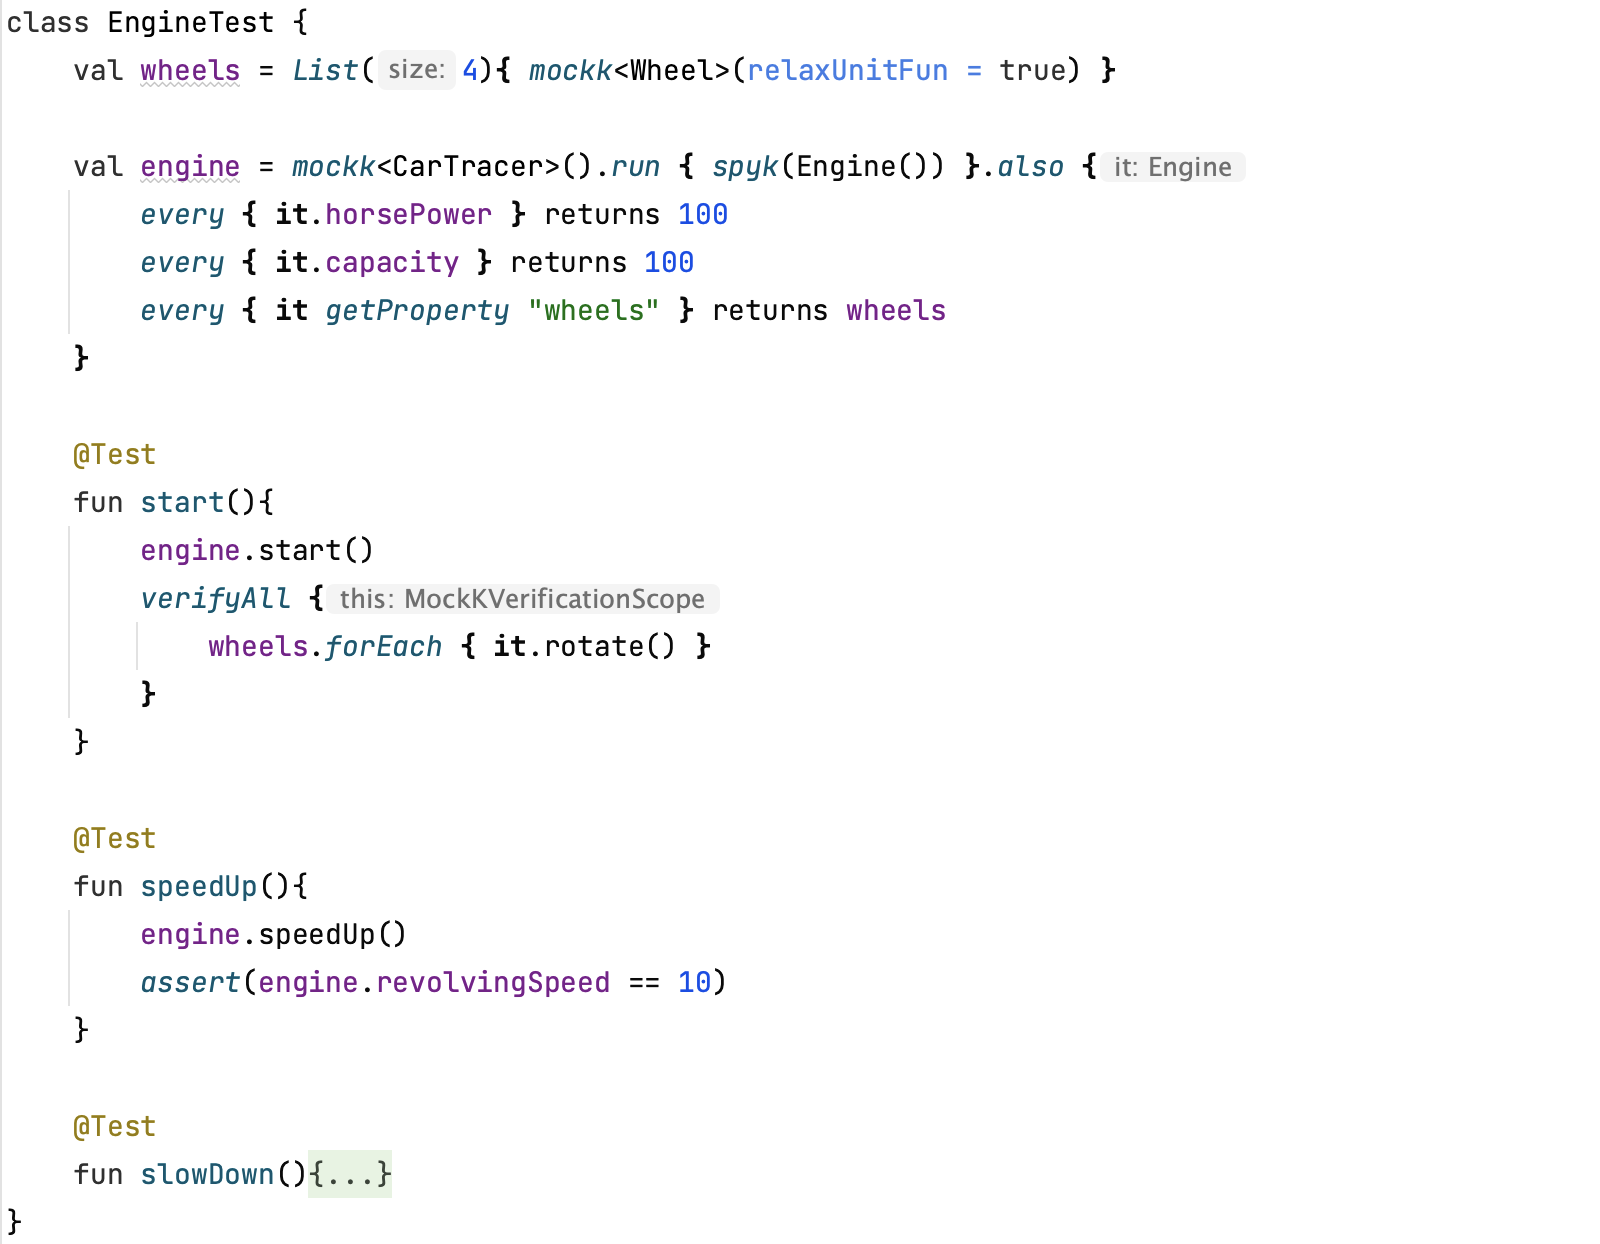 class EngineTest {
    val wheels = List( size: 4){ mockk<Wheel>(relaxUnitFun = true) }

    val engine = mockk<CarTracer>().run { spyk(Engine()) }.also { it: Engine
        every { it.horsePower } returns 100
        every { it.capacity } returns 100
        every { it getProperty "wheels" } returns wheels
    }

    @Test
    fun start(){
        engine.start()
        verifyAll { this: MockKVerificationScope
            wheels.forEach { it.rotate() }
        }
    }

    @Test
    fun speedUp(){
        engine.speedUp()
        assert(engine.revolvingSpeed == 10)
    }

    @Test
    fun slowDown(){...}
}